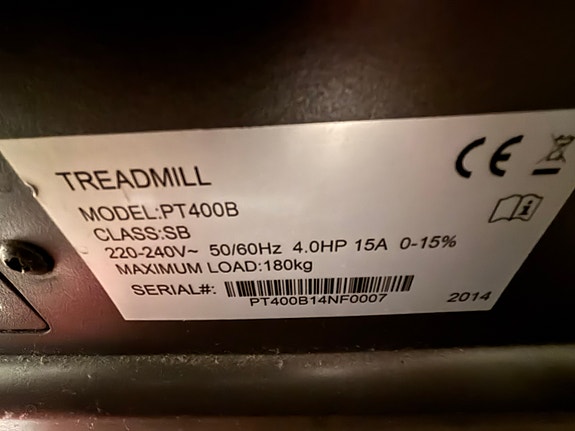 TREADMILL
MODEL:PT400B
CLASS:SB
220-240V~ 50/60Hz 4.0HP 15A 0-15%
MAXIMUM LOAD:180kg
SERIAL#:
PT400B14NF0007
2014
CE